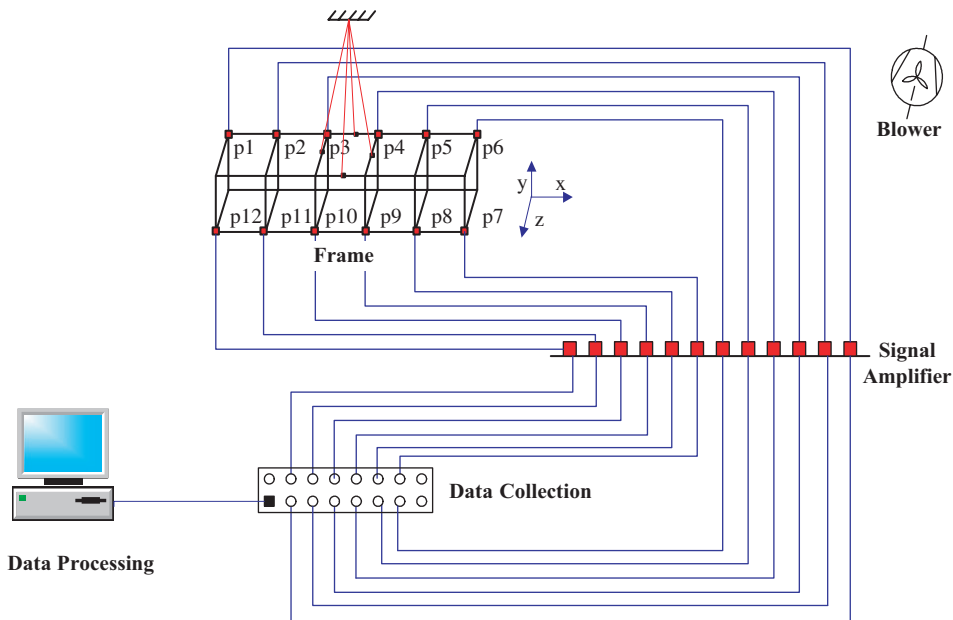 Blower
p1 p2 p3 p4 p5 p6
y x
z
p12 p11 p10 p9 p8 p7
Frame
Signal
Amplifier
Data Collection
Data Processing